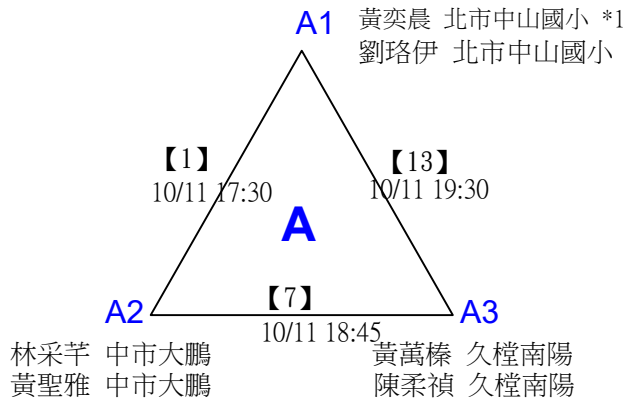 A1 黃奕晨 北市中山國小 *1
劉珞伊 北市中山國小
【1】
10/11 17:30
【13】
10/11 19:30
A
【7】
10/11 18:45
A2
A3
林采芊 中市大鵬
黃聖雅 中市大鵬
黃萬榛 久樘南陽
陳柔禎 久樘南陽